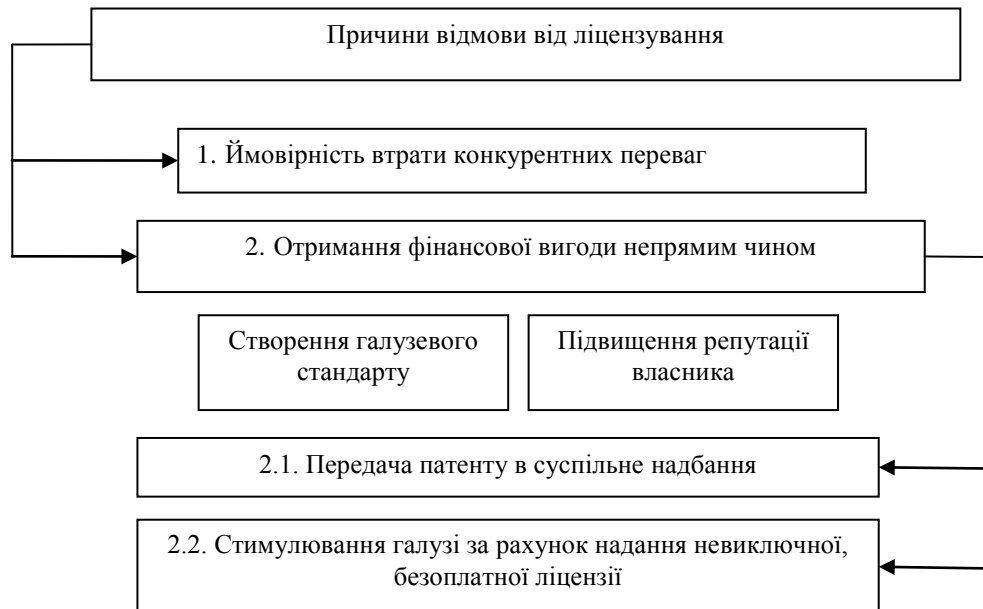 Причини відмови від ліцензування
1. Ймовірність втрати конкурентних переваг
2. Отримання фінансової вигоди непрямим чином
Створення галузевого
стандарту
Підвищення репутації
власника
2.1. Передача патенту в суспільне надбання
2.2. Стимулювання галузі за рахунок надання невиключної,
безоплатної ліцензії